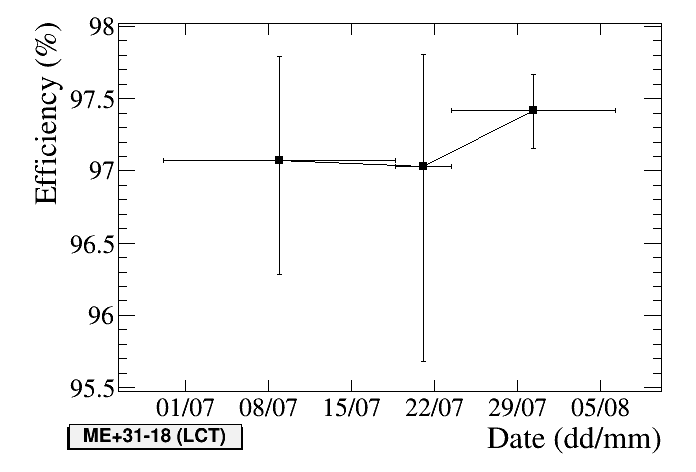 Efficiency (%)
98
97.5
97
96.5
96
95.5
01/07 08/07 15/07 22/07 29/07 05/08
ME+31-18 (LCT)
Date (dd/mm)